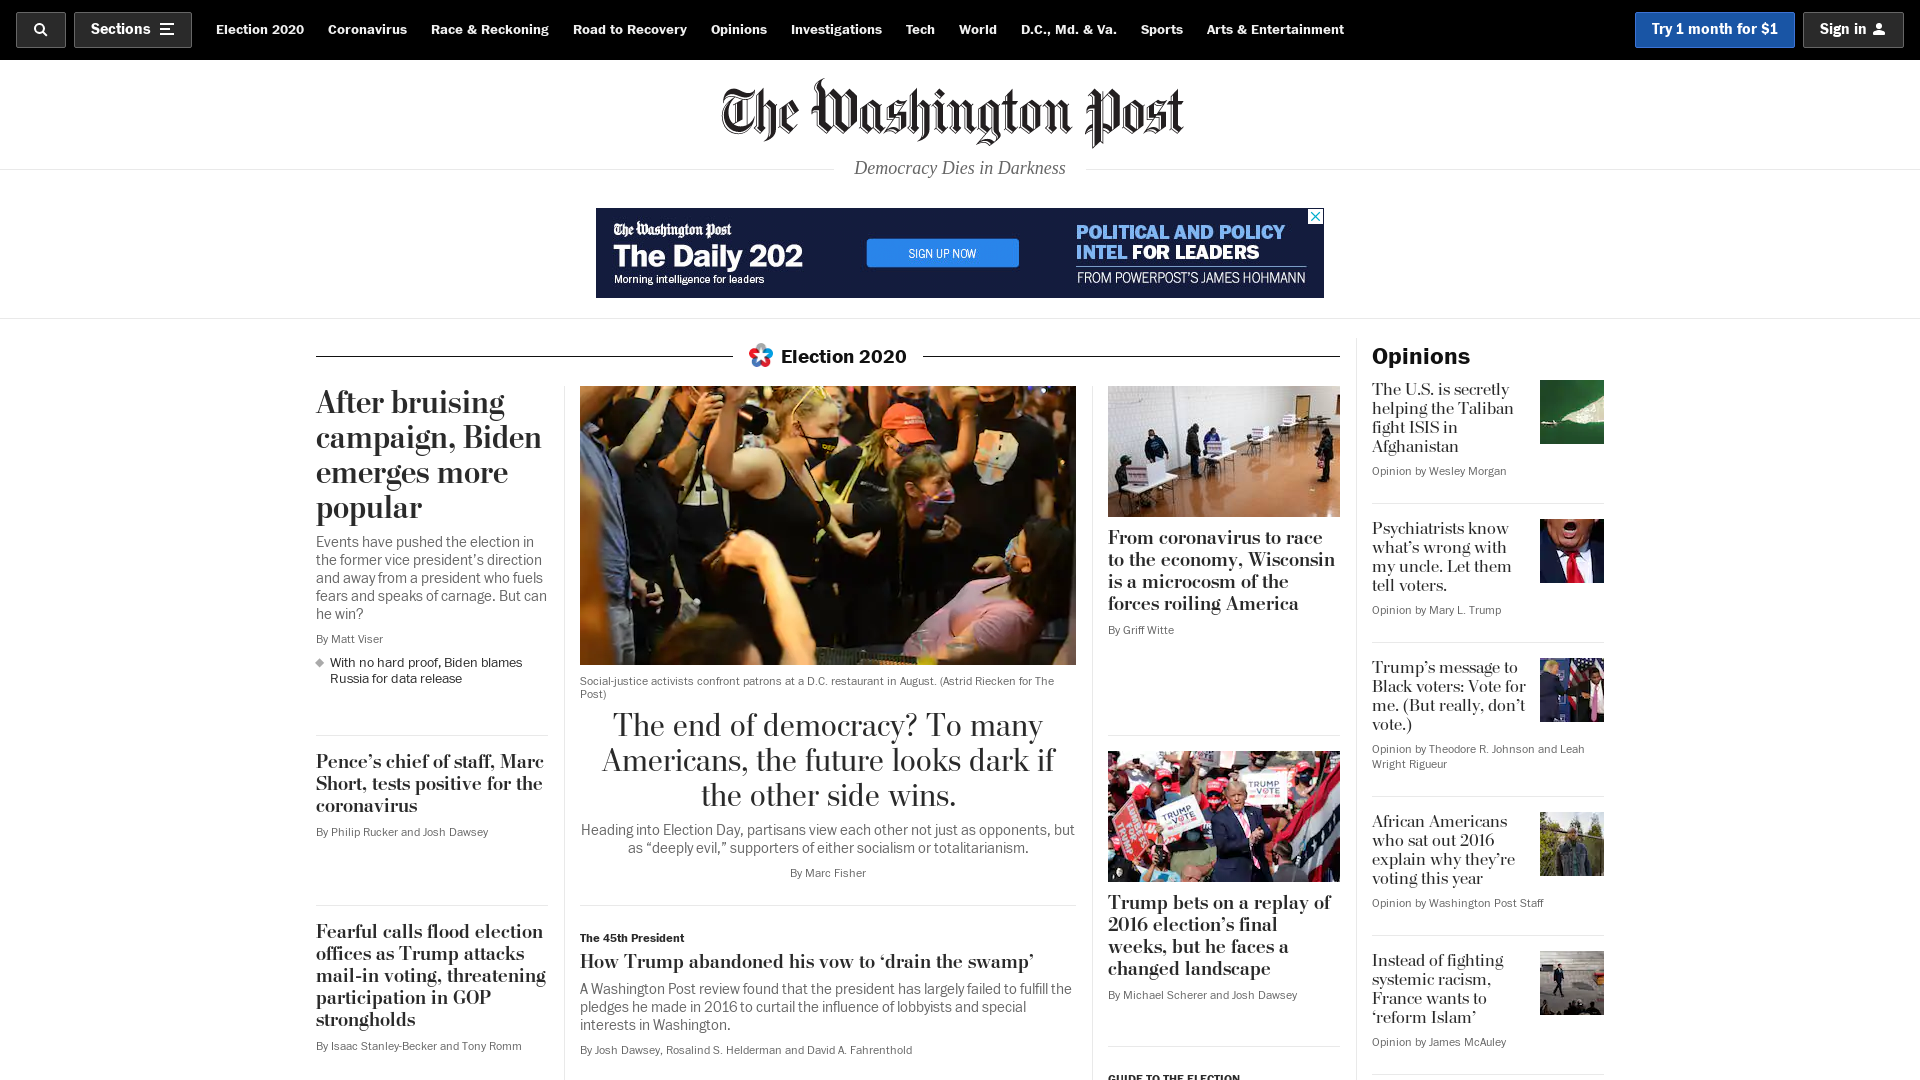 Sections
Election 2020
Coronavirus
Race & Reckoning
Road to Recovery
Opinions
Investigations
Tech
World
D.C., Md. & Va.
Sports
Arts & Entertainment
Try 1 month for $1
Sign in
The Washington Post
Democracy Dies in Darkness
The Washington Post
The Daily 202
Morning intelligence for leaders
SIGN UP NOW
POLITICAL AND POLICY
INTEL FOR LEADERS
FROM POWERPOST'S JAMES HOHMANN
Election 2020
After bruising
campaign, Biden
emerges more
popular
Events have pushed the election in
the former vice president's direction
and away from a president who fuels
fears and speaks of carnage. But can
he win?
By Matt Viser
With no hard proof, Biden blames
Russia for data release
Pence's chief of staff, Marc
Short, tests positive for the
coronavirus
By Philip Rucker and Josh Dawsey
Fearful calls flood election
offices as Trump attacks
mail-in voting, threatening
participation in GOP
strongholds
By Isaac Stanley-Becker and Tony Romm
Social-justice activists confront patrons at a D.C. restaurant in August. (Astrid Riecken for The
Post)
The end of democracy? To many
Americans, the future looks dark if
the other side wins.
Heading into Election Day, partisans view each other not just as opponents, but
as “deeply evil,” supporters of either socialism or totalitarianism.
By Marc Fisher
The 45th President
How Trump abandoned his vow to ‘drain the swamp’
A Washington Post review found that the president has largely failed to fulfill the
pledges he made in 2016 to curtail the influence of lobbyists and special
interests in Washington.
By Josh Dawsey, Rosalind S. Helderman and David A. Fahrenthold
From coronavirus to race
to the economy, Wisconsin
is a microcosm of the
forces roiling America
By Griff Witte
TRUMP
VOTE
TRUMP
VOTE
Trump bets on a replay of
2016 election’s final
weeks, but he faces a
changed landscape
By Michael Scherer and Josh Dawsey
GUIDE TO THE ELECTION
Opinions
The U.S. is secretly
helping the Taliban
fight ISIS in
Afghanistan
Opinion by Wesley Morgan
Psychiatrists know
what’s wrong with
my uncle. Let them
tell voters.
Opinion by Mary L. Trump
Trump’s message to
Black voters: Vote for
me. (But really, don’t
vote.)
Opinion by Theodore R. Johnson and Leah
Wright Rigueur
African Americans
who sat out 2016
explain why they’re
voting this year
Opinion by Washington Post Staff
Instead of fighting
systemic racism,
France wants to
‘reform Islam’
Opinion by James McAuley